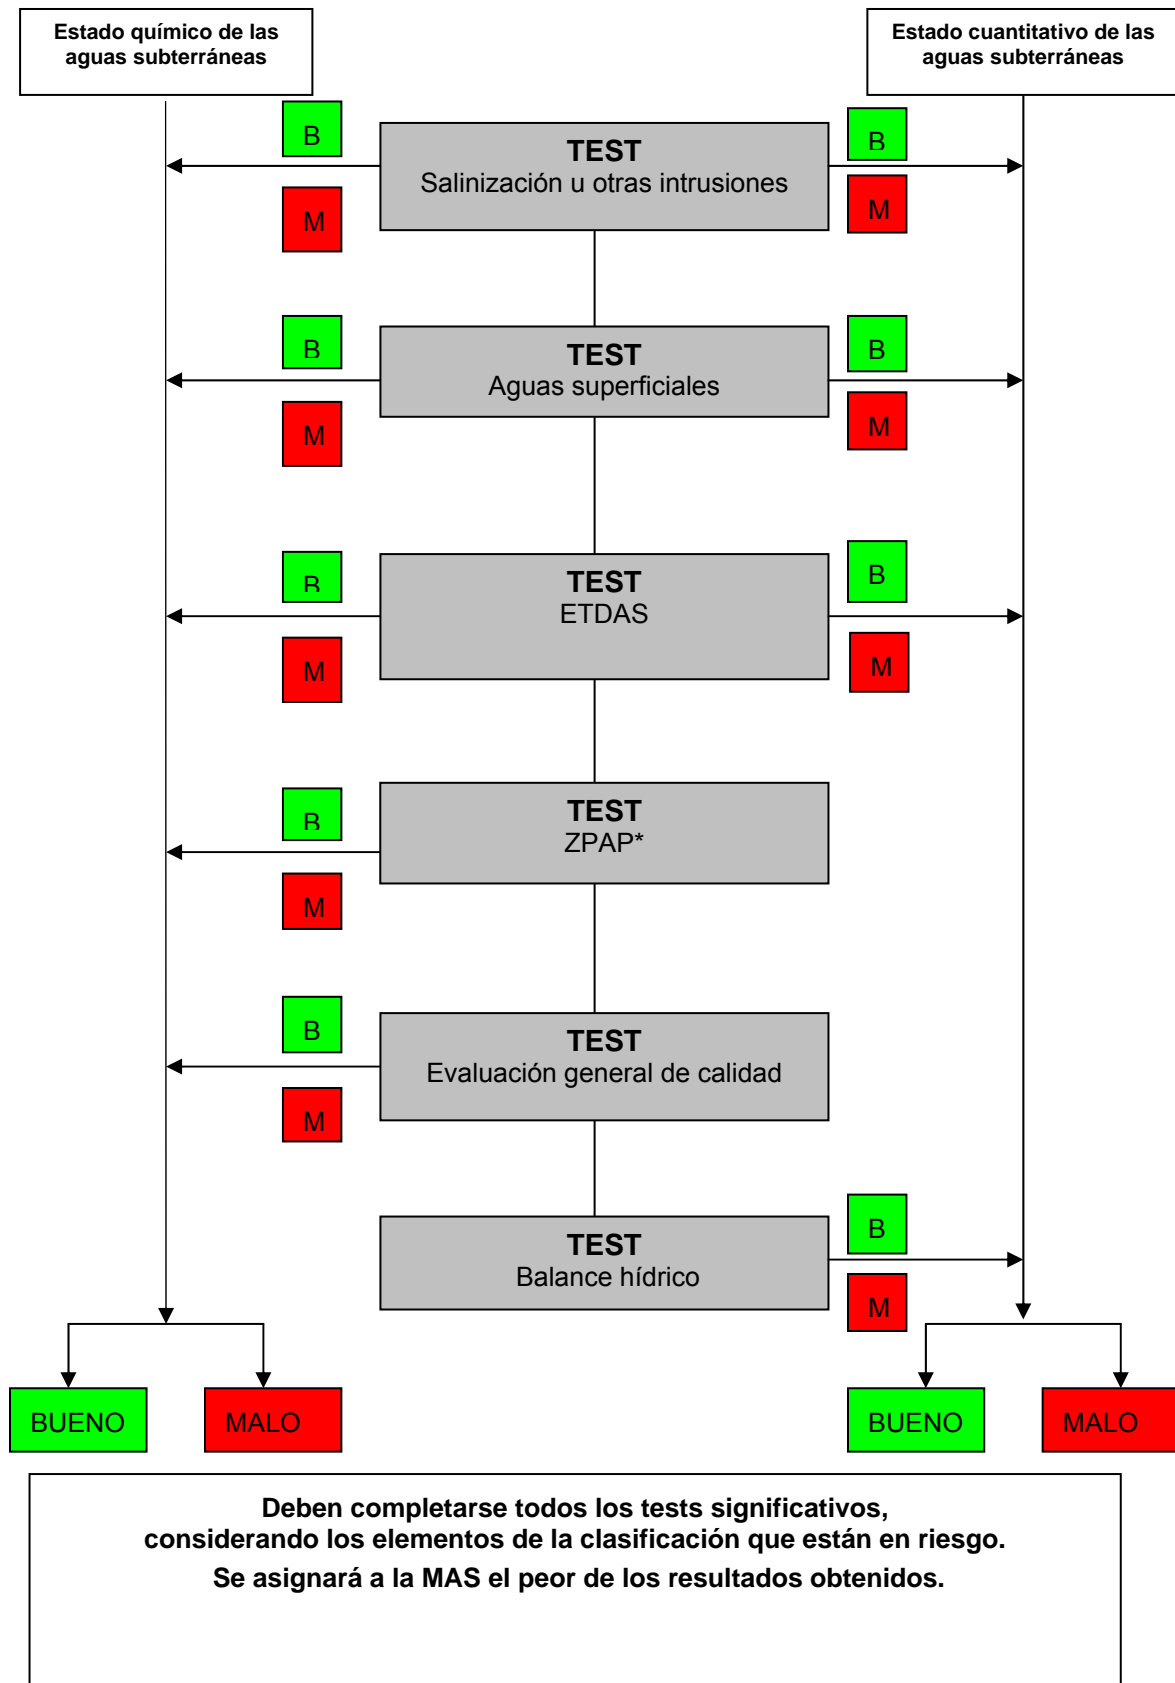 Estado químico de las
aguas subterráneas
Estado cuantitativo de las
aguas subterráneas
B
M
TEST
Salinización u otras intrusiones
B
M
B
M
TEST
Aguas superficiales
B
M
B
M
TEST
ETDAS
B
M
B
M
TEST
ZPAP*
B
M
TEST
Evaluación general de calidad
TEST
Balance hídrico
B
M
BUENO
MALO
BUENO
MALO
Deben completarse todos los tests significativos,
considerando los elementos de la clasificación que están en riesgo.
Se asignará a la MAS el peor de los resultados obtenidos.